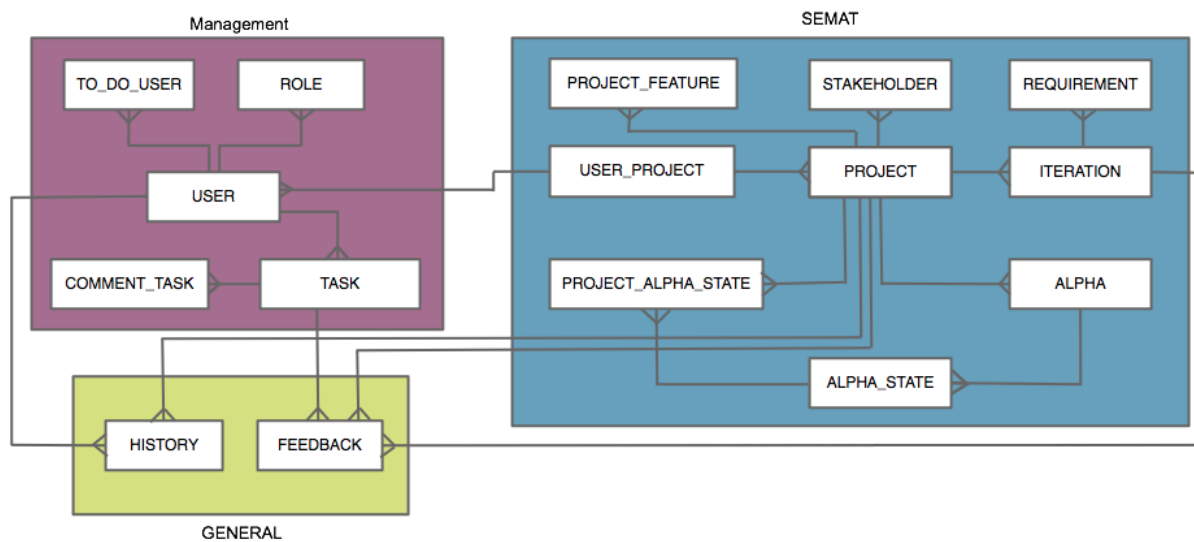 Management
SEMAT
TO_DO_USER
ROLE
PROJECT_FEATURE
STAKEHOLDER
REQUIREMENT
USER
USER_PROJECT
PROJECT
ITERATION
COMMENT_TASK
TASK
PROJECT_ALPHA_STATE
ALPHA
ALPHA_STATE
HISTORY
FEEDBACK
GENERAL